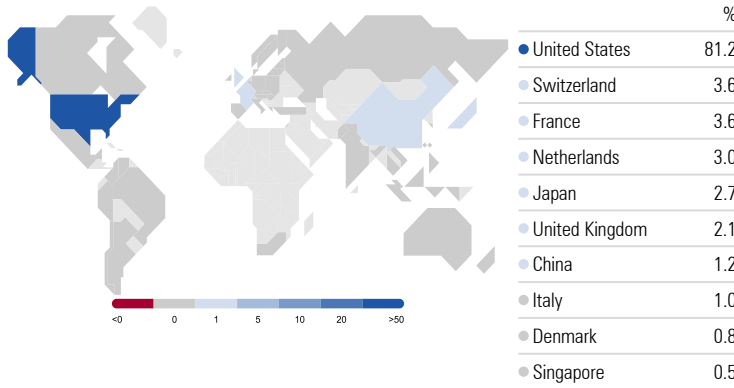 %
United States 81.2
Switzerland 3.6
France 3.6
Netherlands 3.0
Japan 2.7
United Kingdom 2.1
China 1.2
Italy 1.0
Denmark 0.8
Singapore 0.5
<0 0 1 5 10 20 >50